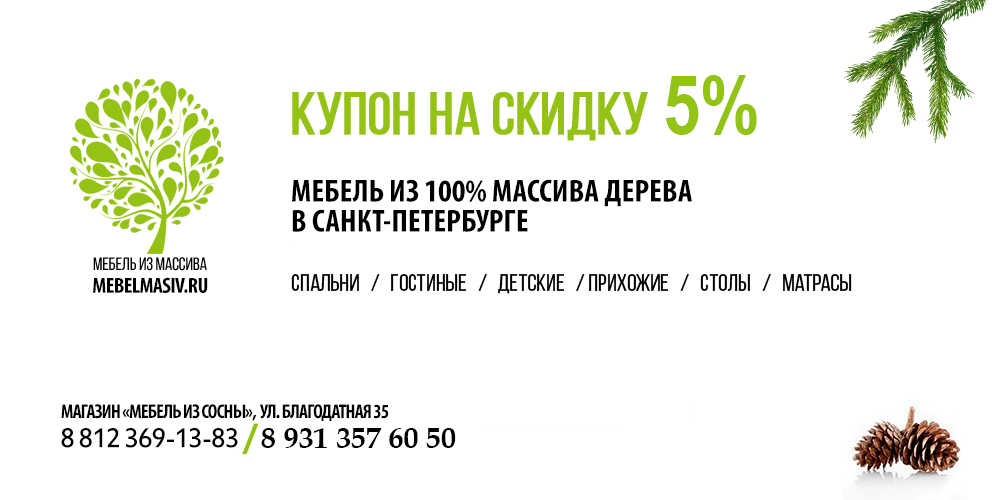 КУПОН НА СКИДКУ 5%
МЕБЕЛЬ ИЗ 100% МАССИВА ДЕРЕВА
В САНКТ-ПЕТЕРБУРГЕ
МЕБЕЛЬ ИЗ МАССИВА
MEBELMASIV.RU
СПАЛЬНИ / ГОСТИНЫЕ / ДЕТСКИЕ / ПРИХОЖИЕ / СТОЛЫ / МАТРАСЫ
МАГАЗИН «МЕБЕЛЬ ИЗ СОСНЫ», УЛ. БЛАГОДАТНАЯ 35
8 812 369-13-83 / 8 931 357 60 50